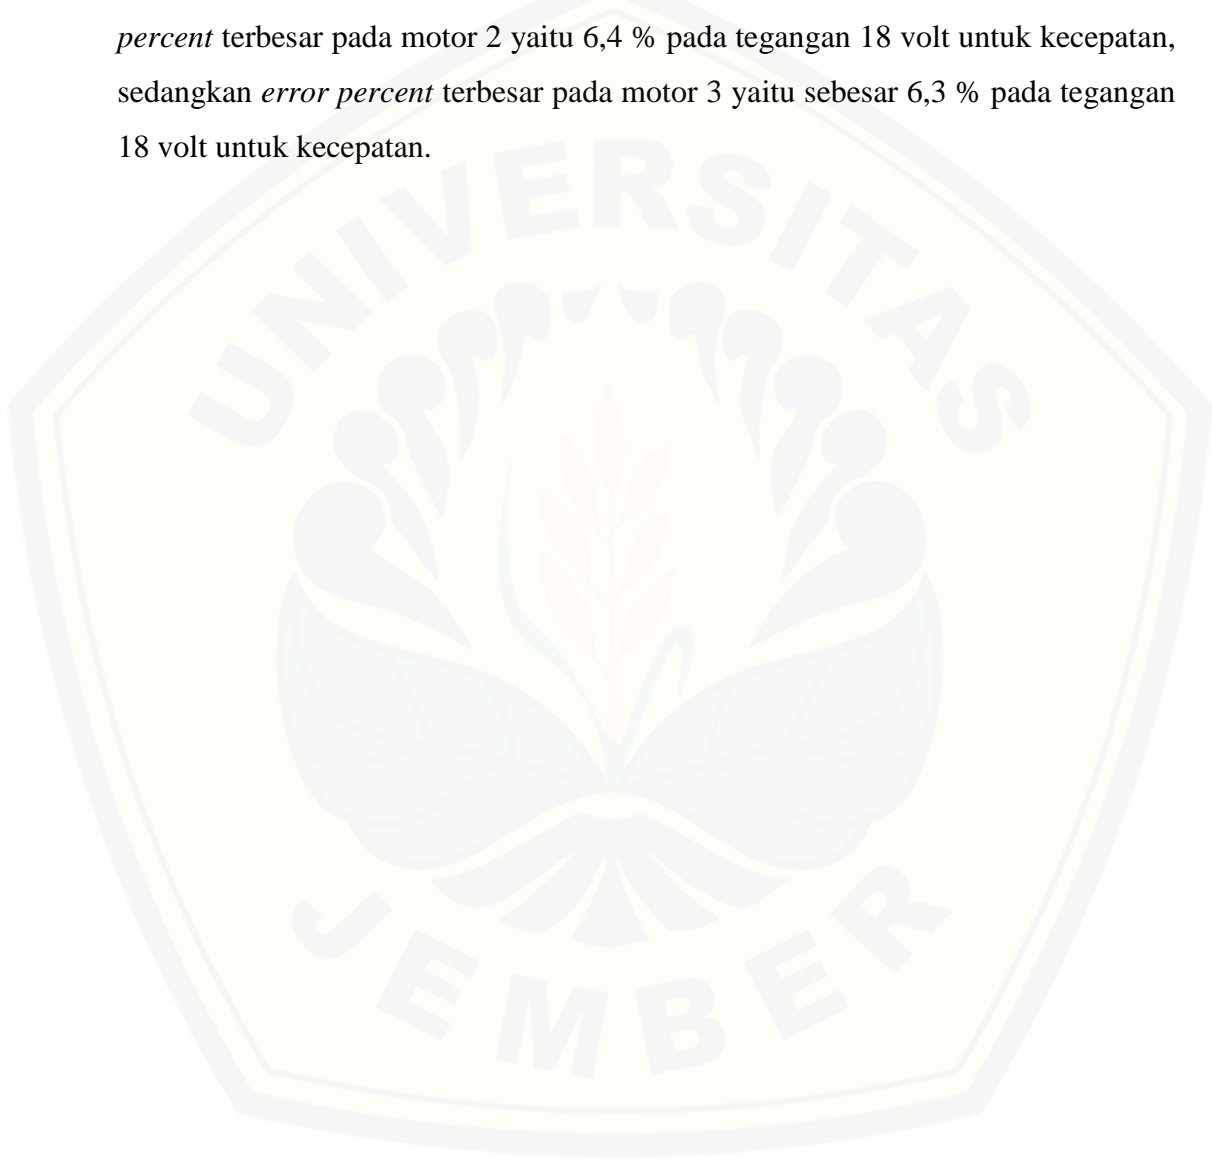 percent terbesar pada motor 2 yaitu 6,4 % pada tegangan 18 volt untuk kecepatan,
sedangkan error percent terbesar pada motor 3 yaitu sebesar 6,3 % pada tegangan
18 volt untuk kecepatan.
UNIVERSITAS
JEMBER